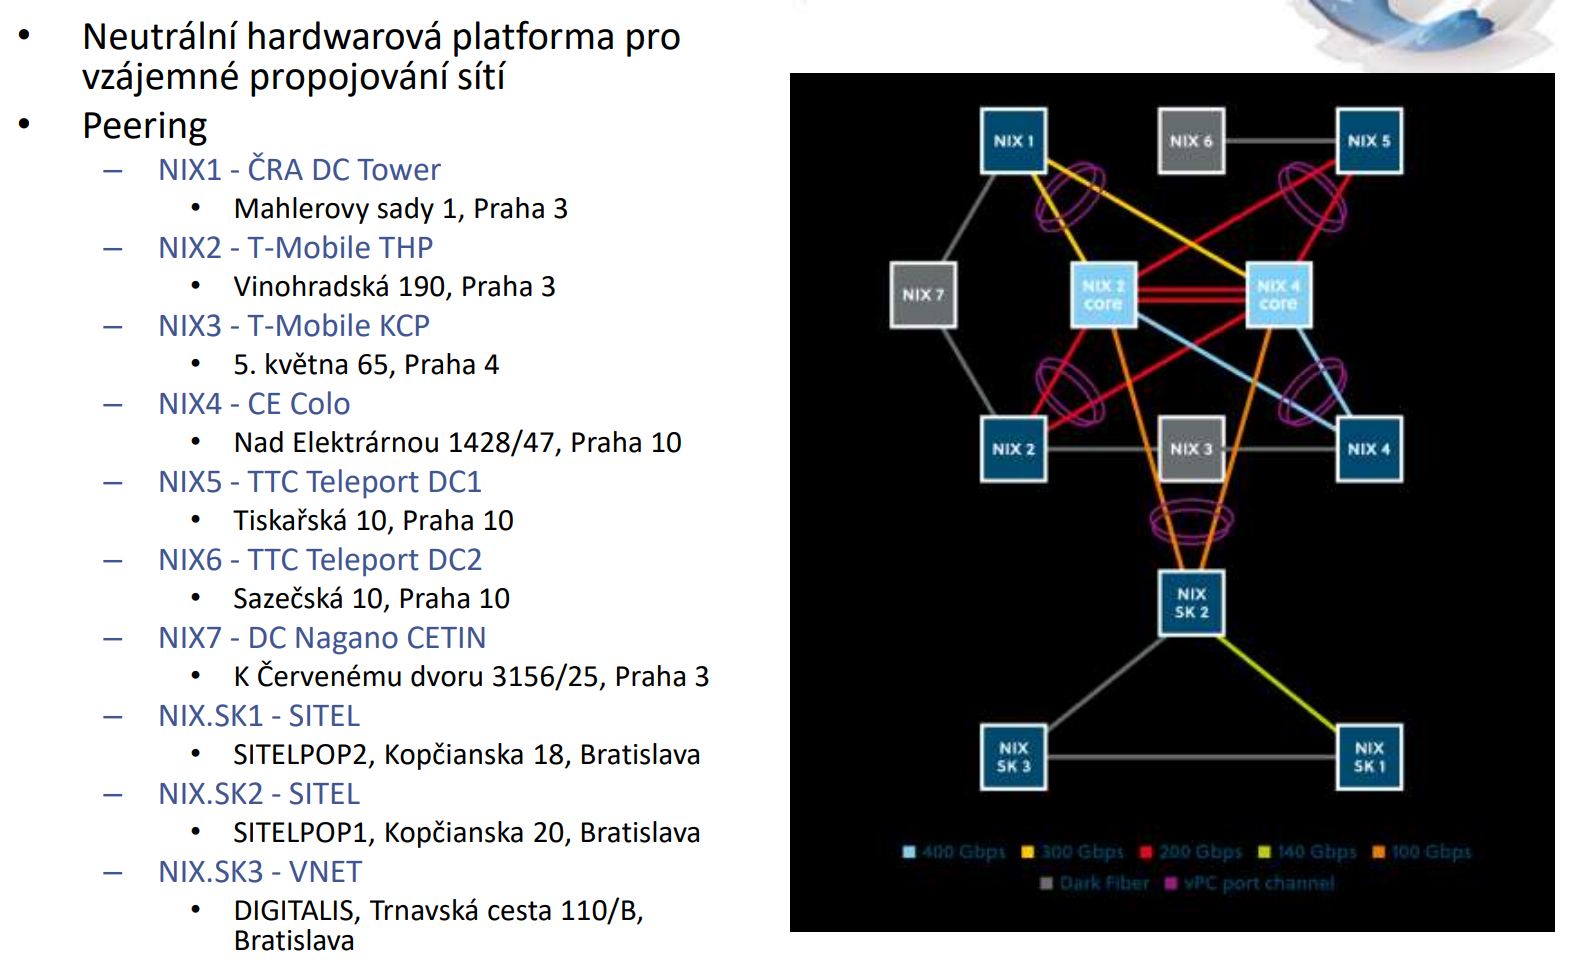 • Neutrální hardwarová platforma pro
vzájemné propojování sítí
• Peering
– NIX1 - ČRA DC Tower
• Mahlerovy sady 1, Praha 3
– NIX2 - T-Mobile THP
• Vinohradská 190, Praha 3
– NIX3 - T-Mobile KCP
• 5. května 65, Praha 4
– NIX4 - CE Colo
• Nad Elektrárnou 1428/47, Praha 10
– NIX5 - TTC Teleport DC1
• Tiskařská 10, Praha 10
– NIX6 - TTC Teleport DC2
• Sazečská 10, Praha 10
– NIX7 - DC Nagano CETIN
• K Červenému dvoru 3156/25, Praha 3
– NIX.SK1 - SITEL
• SITELPOP2, Kopčianska 18, Bratislava
– NIX.SK2 - SITEL
• SITELPOP1, Kopčianska 20, Bratislava
– NIX.SK3 - VNET
• DIGITALIS, Trnavská cesta 110/B,
Bratislava
NIX 1
NIX 6
NIX 5
NIX 7
NIX 2
core
NIX 4
core
NIX 2
NIX 3
NIX 4
NIX
SK 2
NIX
SK 3
NIX
SK 1
400 Gbps 300 Gbps 200 Gbps 140 Gbps 100 Gbps
Dark Fiber vPC port channel